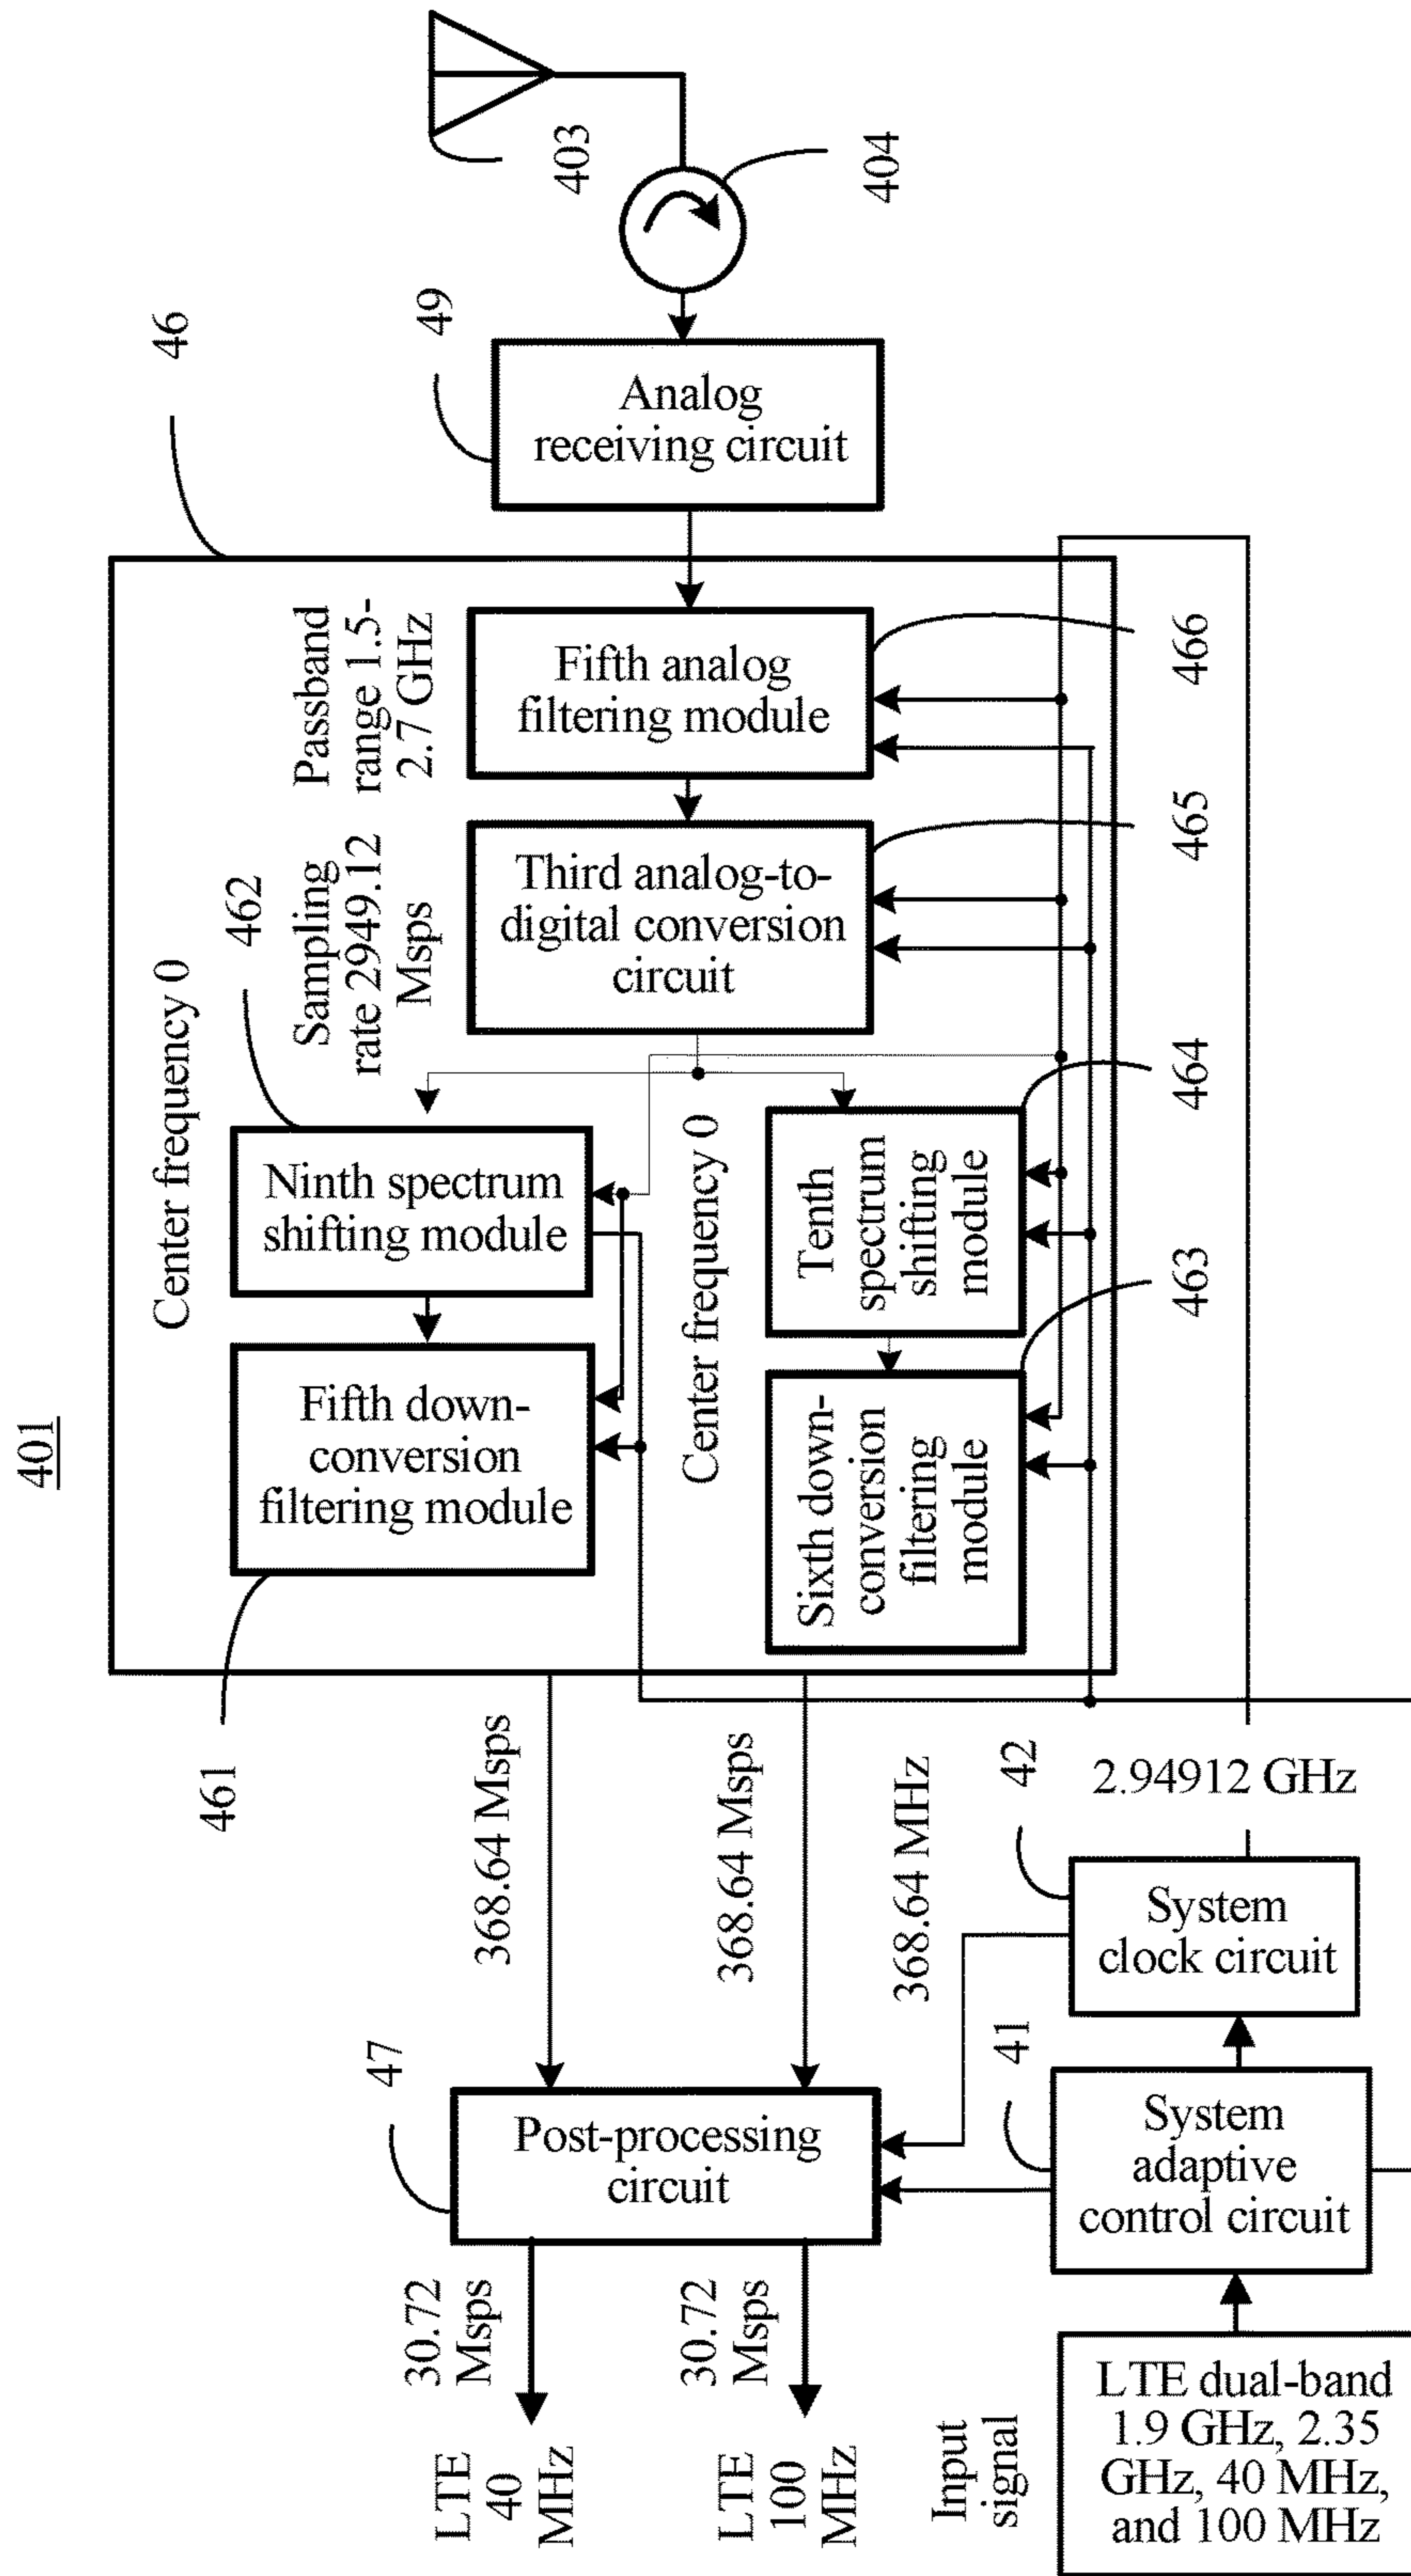 401
403
404
49
46
Analog
receiving circuit
Passband
range 1.5-
2.7 GHz
Fifth analog
filtering module
466
Sampling
rate 2949.12
Msps
Third analog-to-
digital conversion
circuit
465
Center frequency 0
462
Ninth spectrum
shifting module
Center frequency 0
Tenth
spectrum
shifting
module
464
Fifth down-
conversion
filtering module
461
Sixth down-
conversion
filtering
module
463
368.64 Msps
368.64 Msps
368.64 MHz
42
2.94912 GHz
System
clock circuit
47
Post-processing
circuit
41
System
adaptive
control circuit
30.72
Msps
30.72
Msps
LTE
40
MHz
LTE
100
MHz
Input
signal
LTE dual-band
1.9 GHz, 2.35
GHz, 40 MHz,
and 100 MHz